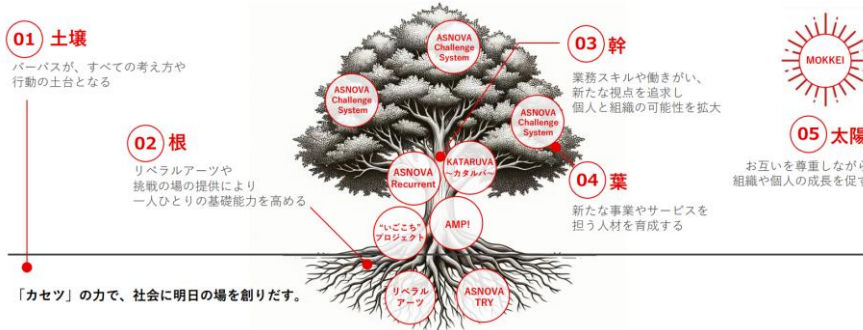 01 土壌
パーパスが、すべての考え方や
行動の土台となる
02 根
リベラルアーツや
挑戦の場の提供により
一人ひとりの基礎能力を高める
「カセツ」の力で、社会に明日の場を創りだす。
ASNOVA
Challenge
System
ASNOVA
Challenge
System
ASNOVA
Challenge
System
ASNOVA
Recurrent
KATARUVA
～カタルバ～
“いごこち”
プロジェクト
AMP!
リベラル
アーツ
ASNOVA
TRY
03 幹
業務スキルや働きがい、
新たな視点を追求し
個人と組織の可能性を拡大
04 葉
新たな事業やサービスを
担う人材を育成する
MOKKEI
05 太陽
お互いを尊重しなが
組織や個人の成長を促す